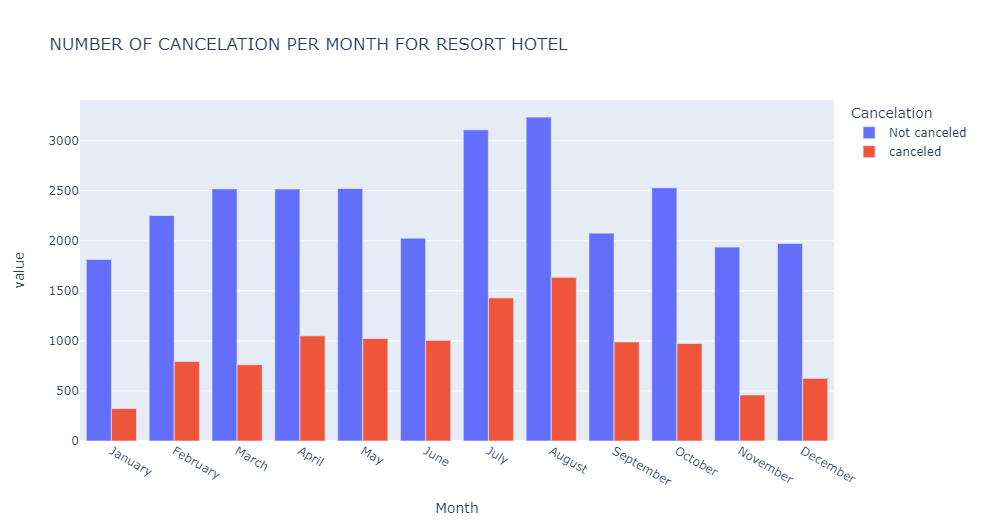 NUMBER OF CANCELATION PER MONTH FOR RESORT HOTEL
Cancelation
Not canceled
canceled
value
3000
2500
2000
1500
1000
500
0
January
February
March
April
May
June
July
August
September
October
November
December
Month